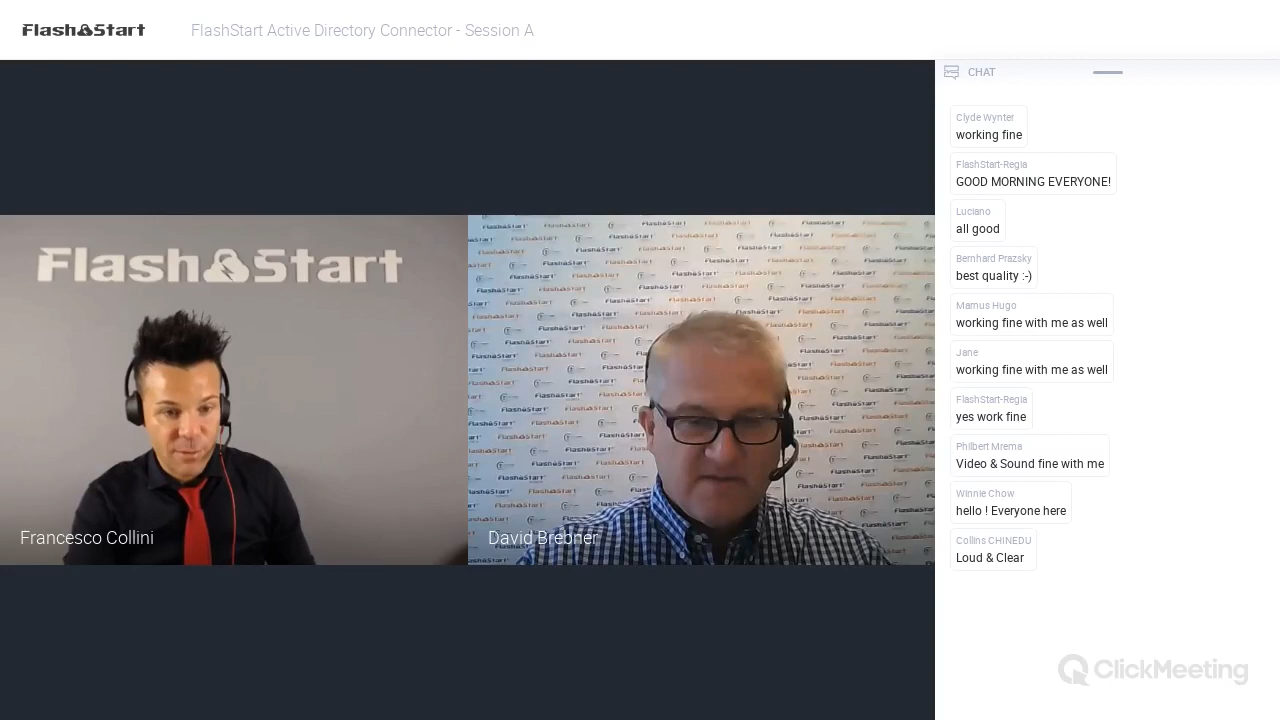 Flash Start
FlashStart Active Directory Connector - Session A
CHAT
Clyde Wynter
working fine
FlashStart-Regia
GOOD MORNING EVERYONE!
Luciano
all good
Bernhard Prazsky
best quality :-)
Mamus Hugo
working fine with me as well
Jane
working fine with me as well
FlashStart-Regia
yes work fine
Philbert Mrema
Video & Sound fine with me
Winnie Chow
hello ! Everyone here
Collins CHINEDU
Loud & Clear
Flash Start
Francesco Collini
David Brebner
ClickMeeting